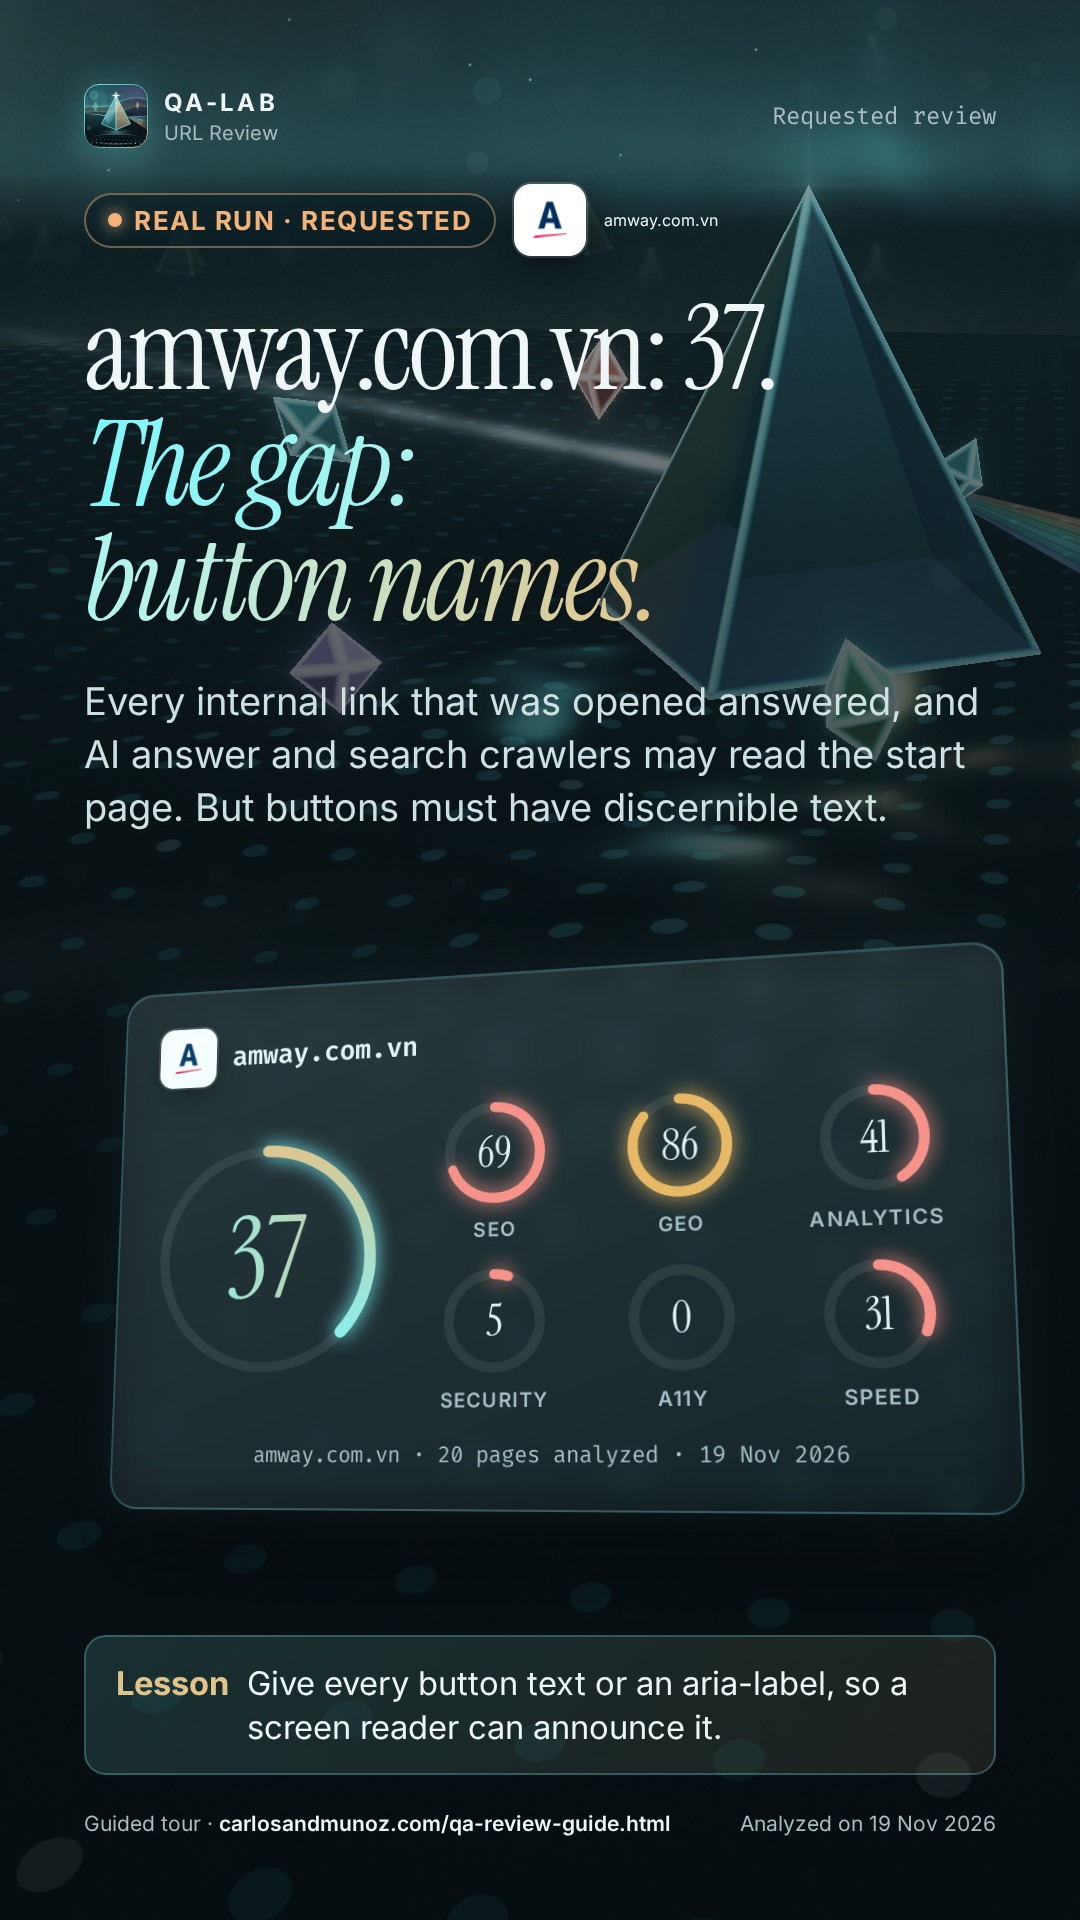 QA-LAB
URL Review
Requested review
REAL RUN · REQUESTED
A
amway.com.vn
amway.com.vn: 37.
The gap:
button names.
Every internal link that was opened answered, and
AI answer and search crawlers may read the start
page. But buttons must have discernible text.
A
amway.com.vn
37
69
SEO
86
GEO
41
ANALYTICS
5
SECURITY
0
A11Y
31
SPEED
amway.com.vn · 20 pages analyzed · 19 Nov 2026
Lesson Give every button text or an aria-label, so a
screen reader can announce it.
Guided tour · carlosandmunoz.com/qa-review-guide.html
Analyzed on 19 Nov 2026